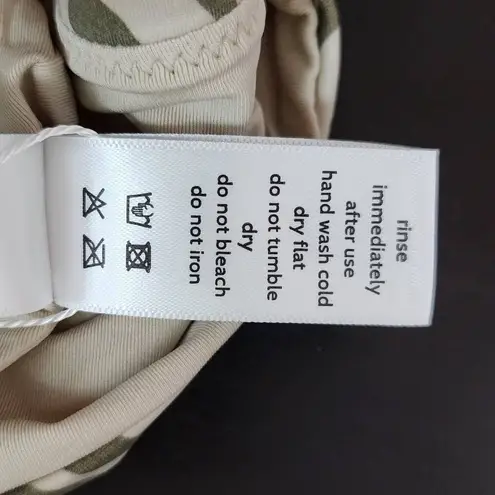 rinse
immediately
after use
hand wash cold
dry flat
do not tumble
dry
do not bleach
do not iron